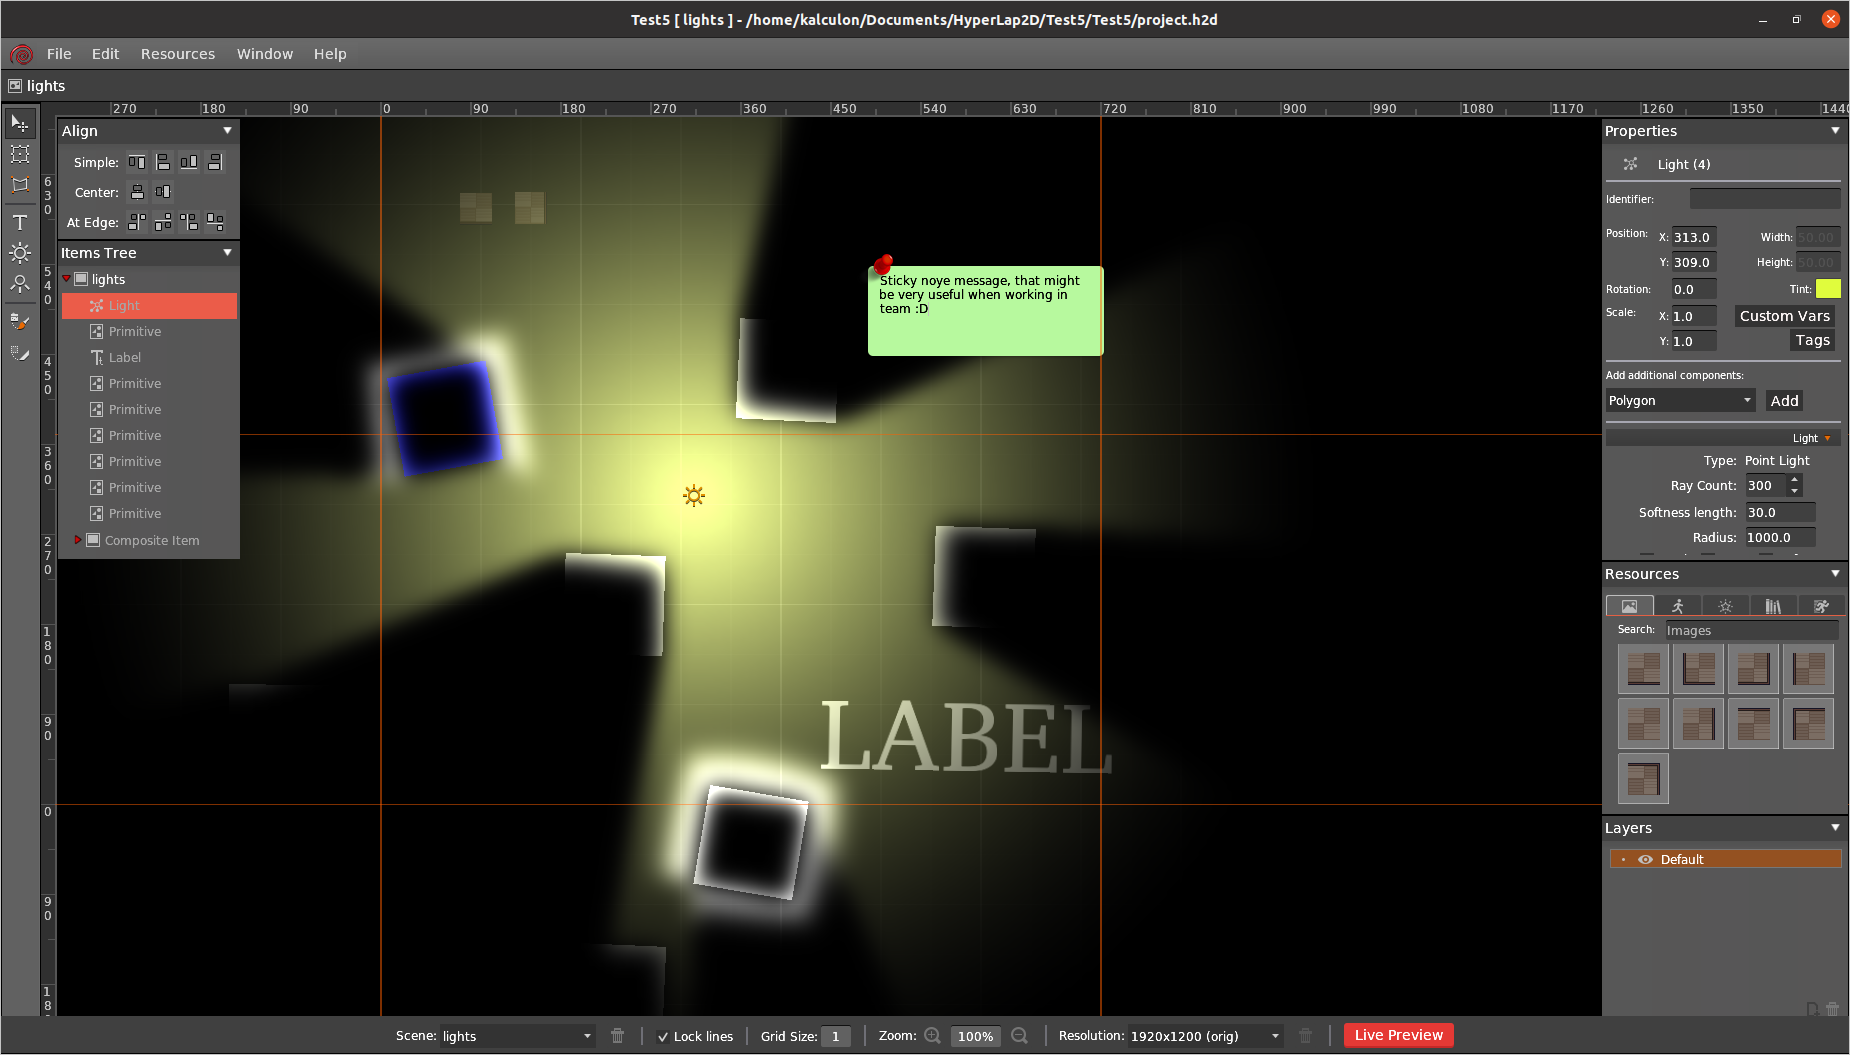 Test5 [ lights ] - /home/kalculon/Documents/HyperLap2D/Test5/Test5/project.h2d
File Edit Resources Window Help
lights
270 180 90 0 90 180 270 360 450 540 630 720 810 900 990 1080 1170 1260 1350 1440
630
540
450
360
270
180
90
0
90
18
Align
Simple:
Center:
At Edge:
Items Tree
lights
Light
Primitive
Label
Primitive
Primitive
Primitive
Primitive
Primitive
Primitive
Composite Item
Sticky noye message, that might
be very useful when working in
team :D
LABEL
Properties
Light (4)
Identifier:
Position: X: 313.0 Width: 50.00
Y: 309.0 Height: 50.00
Rotation: 0.0 Tint:
Scale: X: 1.0 Custom Vars
Y: 1.0 Tags
Add additional components:
Polygon Add
Light
Type: Point Light
Ray Count: 300
Softness length: 30.0
Radius: 1000.0
Resources
Search: Images
Layers
Default
Scene: lights Lock lines Grid Size: 1 Zoom: 100% Resolution: 1920x1200 (orig) Live Preview